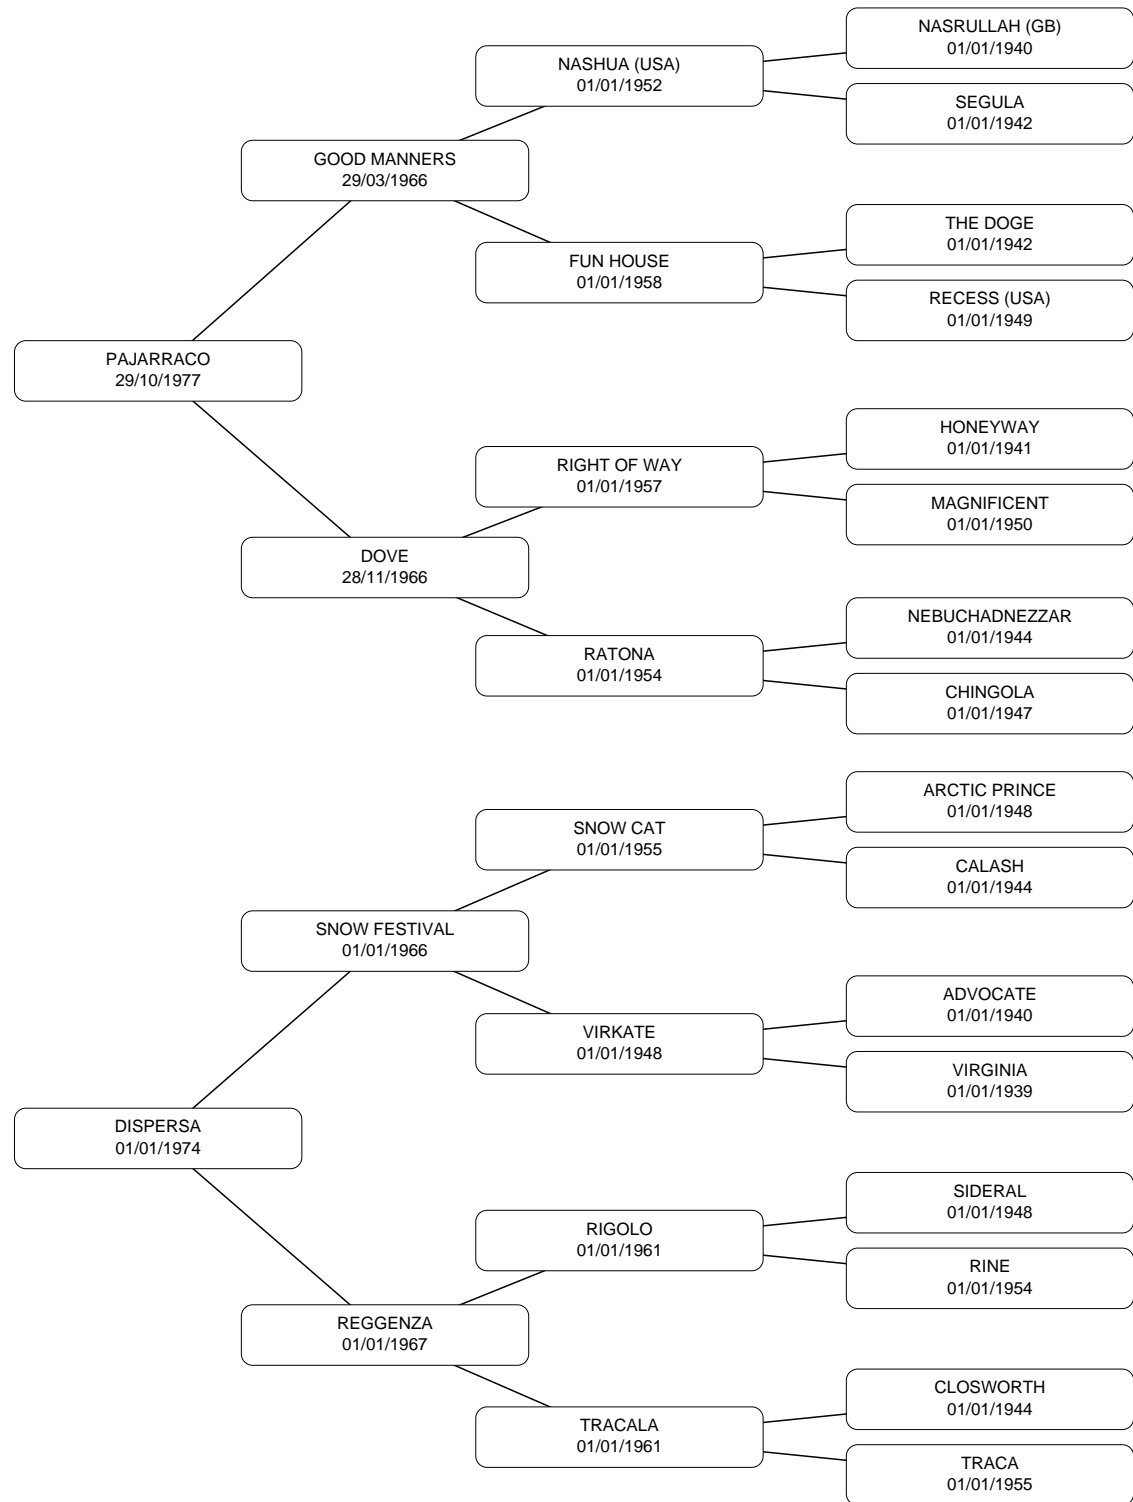 NASRULLAH (GB)
01/01/1940
NASHUA (USA)
01/01/1952
SEGULA
01/01/1942
GOOD MANNERS
29/03/1966
THE DOGE
01/01/1942
FUN HOUSE
01/01/1958
RECESS (USA)
01/01/1949
PAJARRACO
29/10/1977
HONEYWAY
01/01/1941
RIGHT OF WAY
01/01/1957
MAGNIFICENT
01/01/1950
DOVE
28/11/1966
NEBUCHADNEZZAR
01/01/1944
RATONA
01/01/1954
CHINGOLA
01/01/1947
ARCTIC PRINCE
01/01/1948
SNOW CAT
01/01/1955
CALASH
01/01/1944
SNOW FESTIVAL
01/01/1966
ADVOCATE
01/01/1940
VIRKATE
01/01/1948
VIRGINIA
01/01/1939
DISPERSA
01/01/1974
SIDERAL
01/01/1948
RIGOLO
01/01/1961
RINE
01/01/1954
REGGENZA
01/01/1967
CLOSWORTH
01/01/1944
TRACALA
01/01/1961
TRACA
01/01/1955